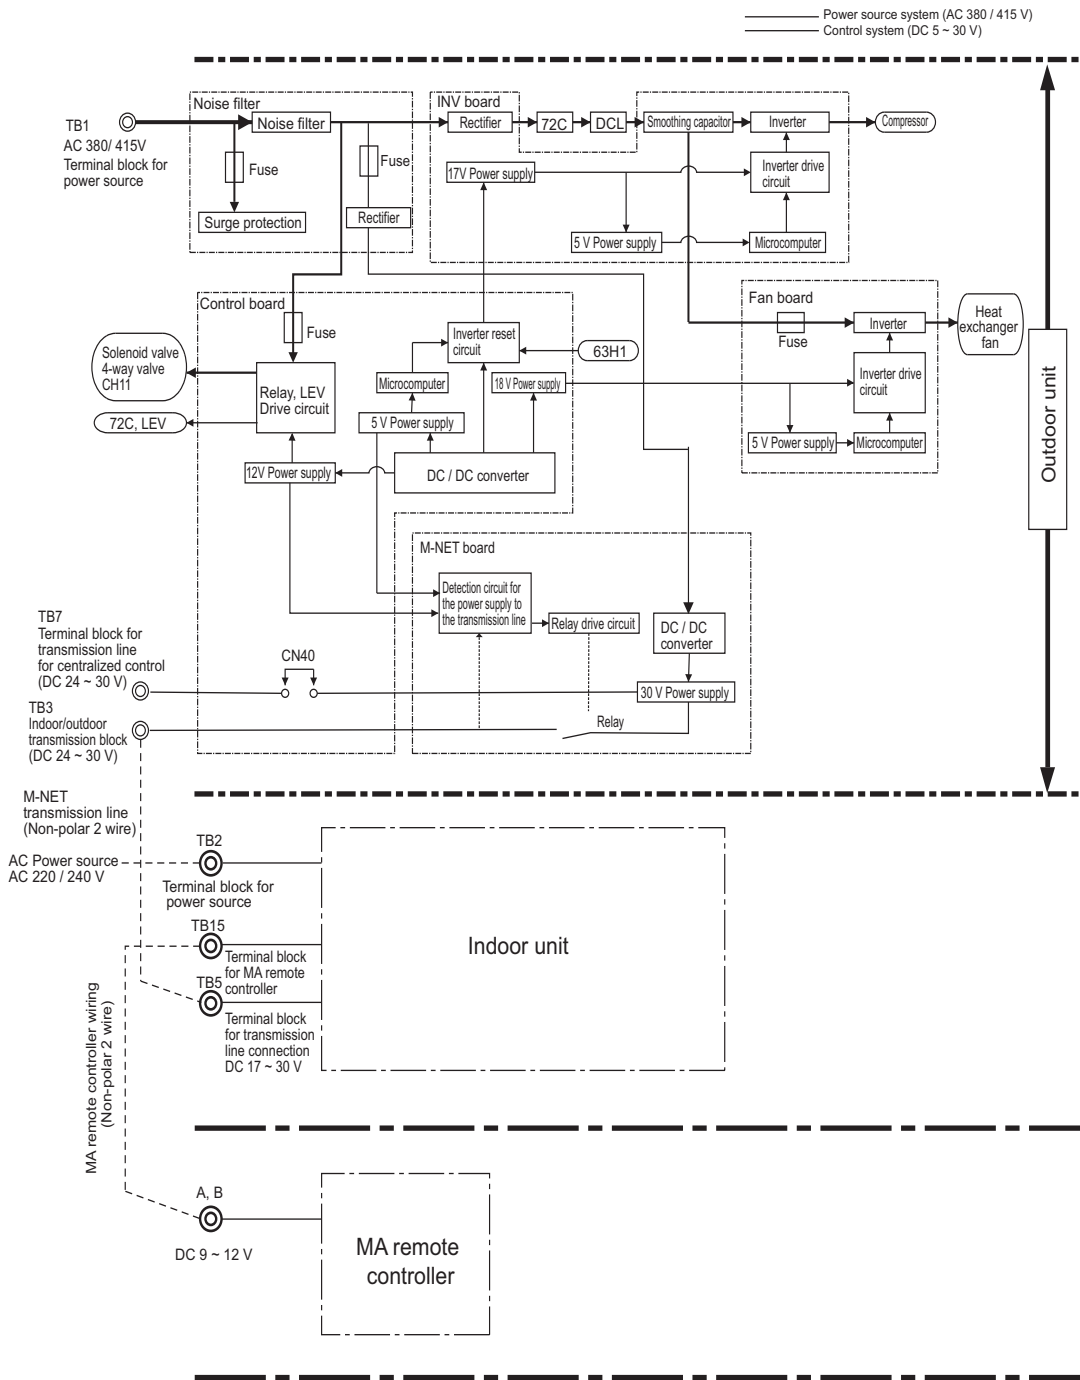 Power source system (AC 380 / 415 V)
Control system (DC 5 ~ 30 V)
Noise filter
INV board
TB1
AC 380/ 415V
Terminal block for
power source
Noise filter
Rectifier
72C
DCL
Smoothing capacitor
Inverter
Compressor
Fuse
Fuse
17V Power supply
Inverter drive
circuit
Surge protection
Rectifier
5 V Power supply
Microcomputer
Control board
Fan board
Fuse
Inverter reset
circuit
63H1
Fuse
Inverter
Heat
exchanger
fan
Solenoid valve
4-way valve
CH11
Relay, LEV
Drive circuit
Microcomputer
18 V Power supply
Inverter drive
circuit
72C, LEV
5 V Power supply
5 V Power supply
Microcomputer
12V Power supply
DC / DC converter
Outdoor unit
M-NET board
Detection circuit for
the power supply to
the transmission line
Relay drive circuit
DC / DC
converter
TB7
Terminal block for
transmission line
for centralized control
(DC 24 ~ 30 V)
CN40
30 V Power supply
TB3
Indoor/outdoor
transmission block
(DC 24 ~ 30 V)
Relay
M-NET
transmission line
(Non-polar 2 wire)
AC Power source
AC 220 / 240 V
TB2
Terminal block for
power source
TB15
Terminal block
for MA remote
controller
Indoor unit
TB5
Terminal block
for transmission
line connection
DC 17 ~ 30 V
MA remote controller wiring
(Non-polar 2 wire)
A, B
DC 9 ~ 12 V
MA remote
controller